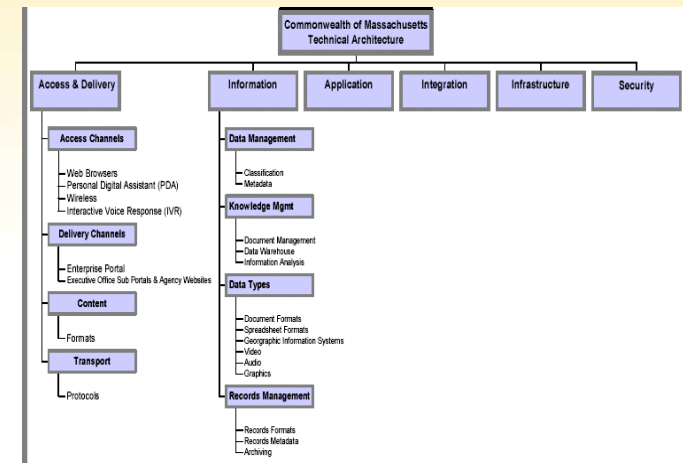 Commonwealth of Massachusetts
Technical Architecture
Access & Delivery
Information
Application
Integration
Infrastructure
Security
Access Channels
Web Browsers
Personal Digital Assistant (PDA)
Wireless
Interactive Voice Response (IVR)
Delivery Channels
Enterprise Portal
Executive Office Sub Portals & Agency Websites
Content
Formats
Transport
Protocols
Data Management
Classification
Metadata
Knowledge Mgmt
Document Management
Data Warehouse
Information Analysis
Data Types
Document Formats
Spreadsheet Formats
Georgraphic Information Systems
Video
Audio
Graphics
Records Management
Records Formats
Records Metadata
Archiving